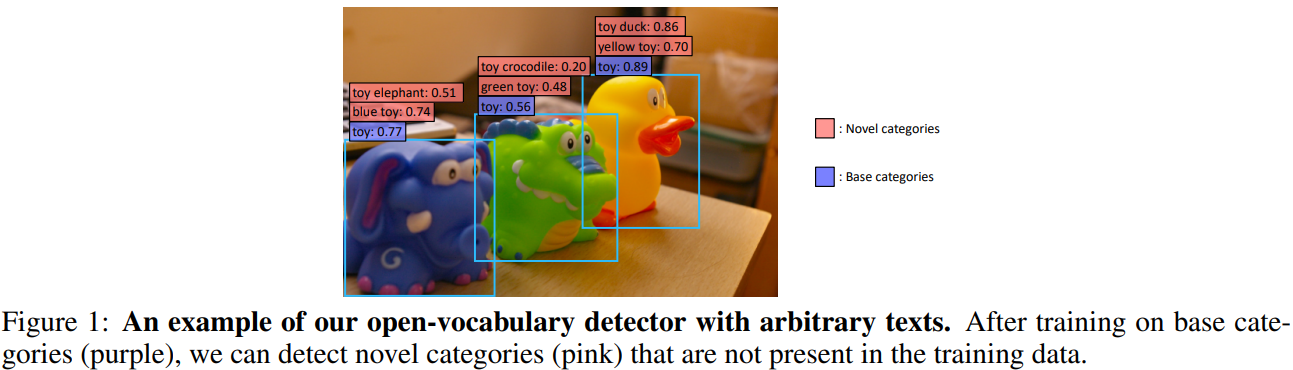 toy duck: 0.86
yellow toy: 0.70
toy: 0.89
toy crocodile: 0.20
green toy: 0.48
toy: 0.56
toy elephant: 0.51
blue toy: 0.74
toy: 0.77
: Novel categories
: Base categories
Figure 1: An example of our open-vocabulary detector with arbitrary texts. After training on base cate-
gories (purple), we can detect novel categories (pink) that are not present in the training data.